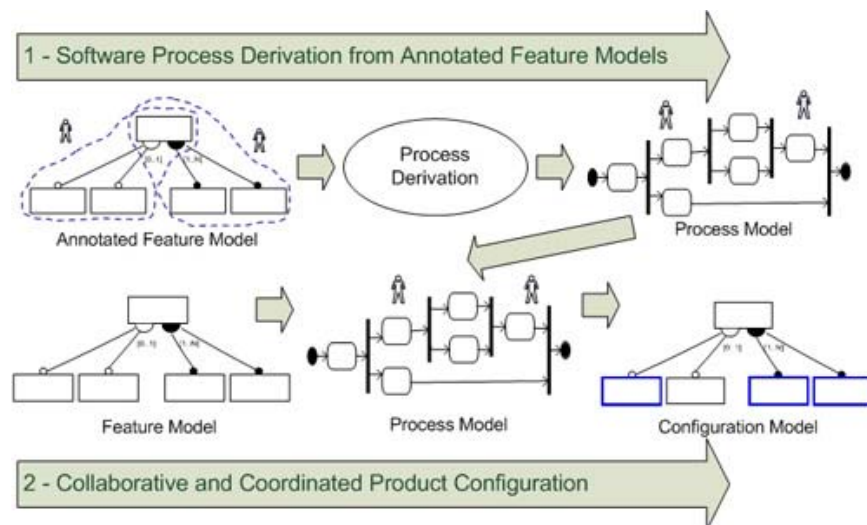 1 - Software Process Derivation from Annotated Feature Models
[0, 1]
[1, N]
Process
Derivation
Annotated Feature Model
Process Model
[0, 1]
[1, N]
[0, 1]
[1, N]
Feature Model
Process Model
Configuration Model
2 - Collaborative and Coordinated Product Configuration